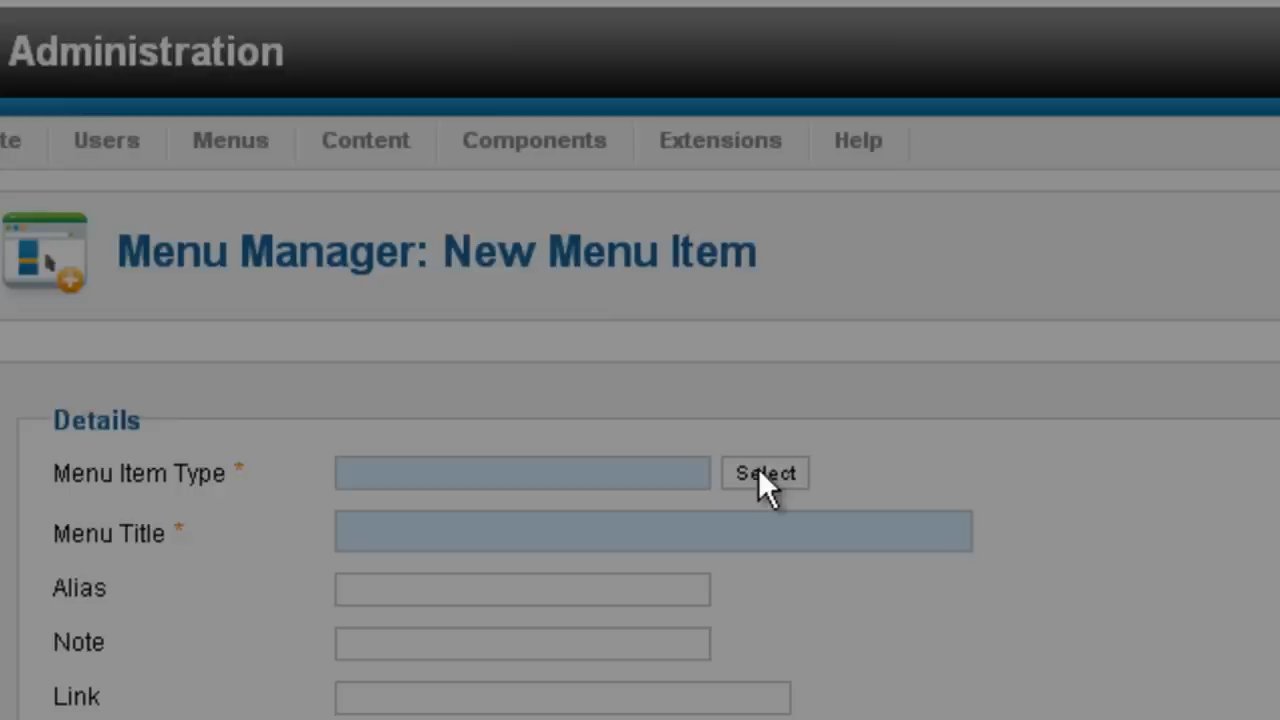 Administration
te Users Menus Content Components Extensions Help
Menu Manager: New Menu Item
Details
Menu Item Type * Select
Menu Title *
Alias
Note
Link